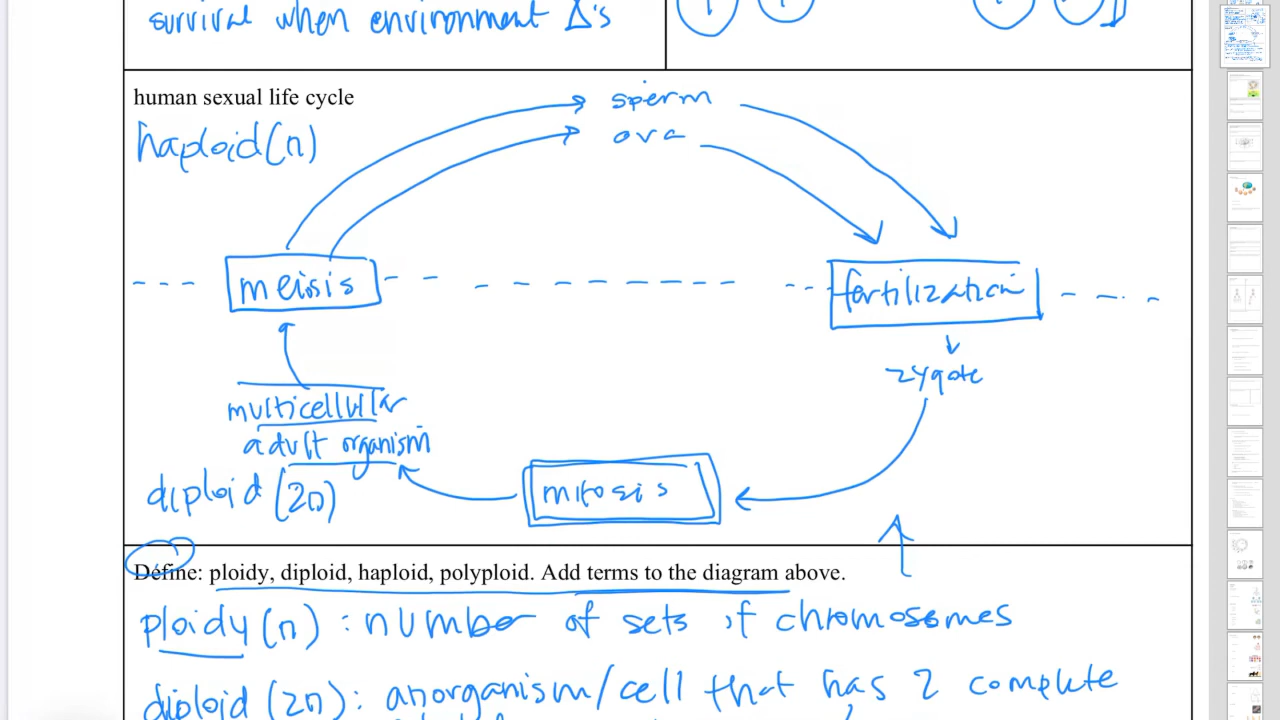 survival when environment Δ's
human sexual life cycle
haploid (n)
sperm
ova
meiosis
fertilization
zygote
multicellular
adult organism
diploid (2n)
mitosis
Define: ploidy, diploid, haploid, polyploid. Add terms to the diagram above.
ploidy (n) : number of sets of chromosomes
diploid (2n): an organism/cell that has 2 complete